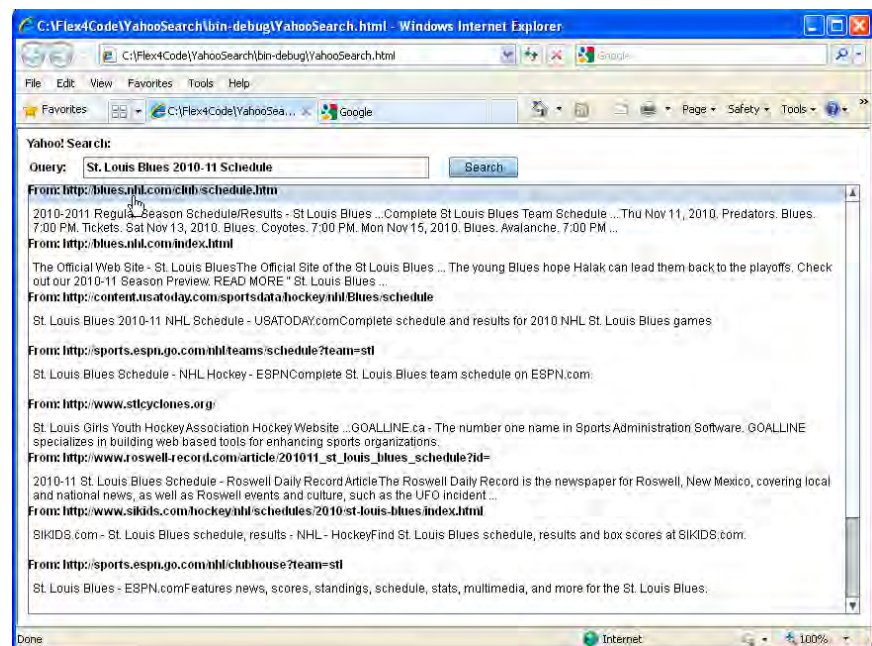 C:\Flex4Code\YahooSearch\bin-debug\YahooSearch.html - Windows Internet Explorer
C:\Flex4Code\YahooSearch\bin-debug\YahooSearch.html
Google
File Edit View Favorites Tools Help
Favorites C:\Flex4Code\YahooSea... Google Page Safety Tools
Yahoo! Search:
Query: St. Louis Blues 2010-11 Schedule Search
From: http://blues.nhl.com/club/schedule.htm
2010-2011 Regular Season Schedule/Results - St Louis Blues ...Complete St Louis Blues Team Schedule ...Thu Nov 11, 2010. Predators. Blues.
7:00 PM. Tickets. Sat Nov 13, 2010. Blues. Coyotes. 7:00 PM. Mon Nov 15, 2010. Blues. Avalanche. 7:00 PM ...
From: http://blues.nhl.com/index.html
The Official Web Site - St. Louis BluesThe Official Site of the St Louis Blues ... The young Blues hope Halak can lead them back to the playoffs. Check
out our 2010-11 Season Preview. READ MORE " St. Louis Blues ...
From: http://content.usatoday.com/sportsdata/hockey/nhl/Blues/schedule
St. Louis Blues 2010-11 NHL Schedule - USATODAY.comComplete schedule and results for 2010 NHL St. Louis Blues games
From: http://sports.espn.go.com/nhl/teams/schedule?team=stl
St. Louis Blues Schedule - NHL Hockey - ESPNComplete St. Louis Blues team schedule on ESPN.com.
From: http://www.stlcyclones.org/
St. Louis Girls Youth Hockey Association Hockey Website ...GOALLINE.ca - The number one name in Sports Administration Software. GOALLINE
specializes in building web based tools for enhancing sports organizations.
From: http://www.roswell-record.com/article/201011_st_louis_blues_schedule?id=
2010-11 St. Louis Blues Schedule - Roswell Daily Record ArticleThe Roswell Daily Record is the newspaper for Roswell, New Mexico, covering local
and national news, as well as Roswell events and culture, such as the UFO incident ...
From: http://www.sikids.com/hockey/nhl/schedules/2010/st-louis-blues/index.html
SIKIDS.com - St. Louis Blues schedule, results - NHL - HockeyFind St. Louis Blues schedule, results and box scores at SIKIDS.com.
From: http://sports.espn.go.com/nhl/clubhouse?team=stl
St. Louis Blues - ESPN.comFeatures news, scores, standings, schedule, stats, multimedia, and more for the St. Louis Blues.
Done Internet 100%